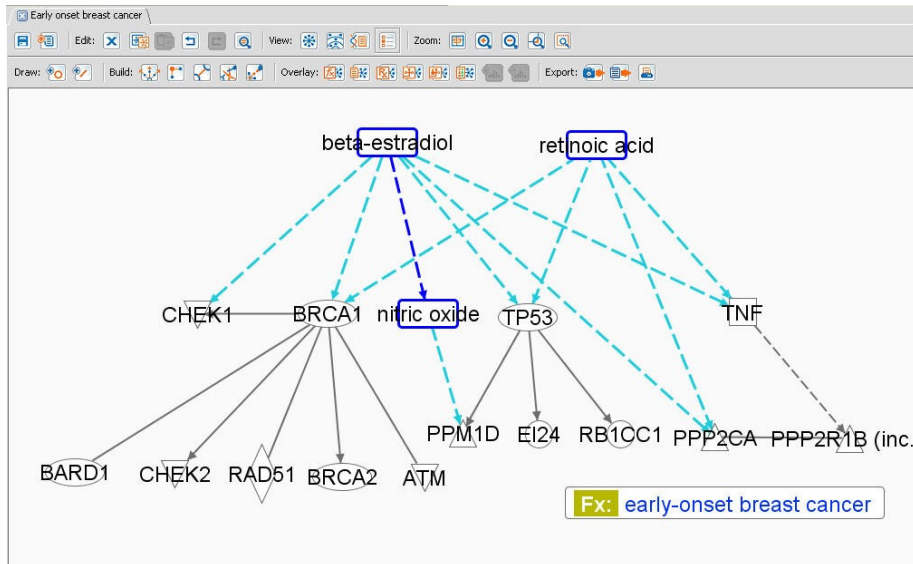 Early onset breast cancer
Edit: View: Zoom:
Draw: Build: Overlay: Export:
beta-estradiol retinoic acid
CHEK1 BRCA1 nitric oxide TP53 TNF
PPM1D EI24 RB1CC1 PPP2CA PPP2R1B (inc.
BARD1 CHEK2 RAD51 BRCA2 ATM
Fx: early-onset breast cancer